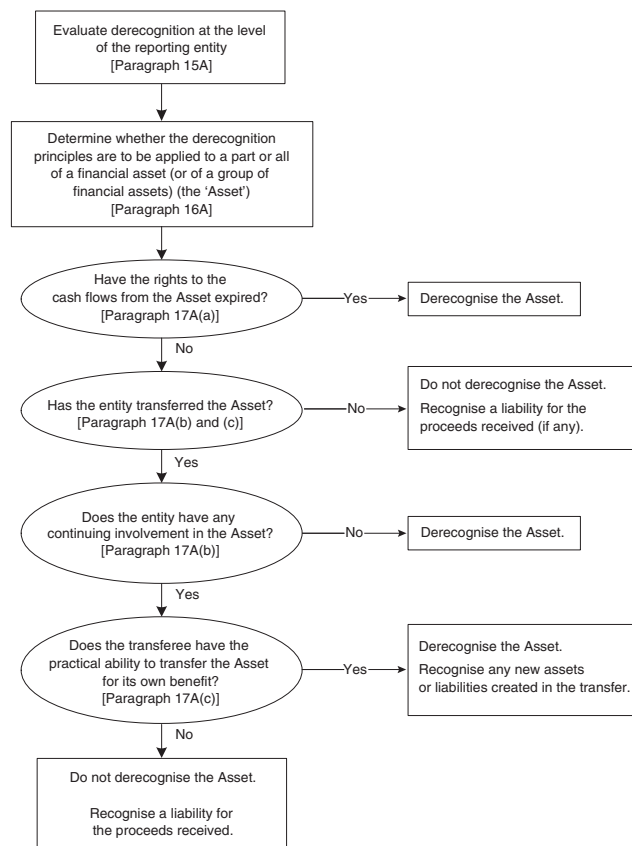 Evaluate derecognition at the level
of the reporting entity
[Paragraph 15A]
Determine whether the derecognition
principles are to be applied to a part or all
of a financial asset (or of a group of
financial assets) (the ‘Asset’)
[Paragraph 16A]
Have the rights to the
cash flows from the Asset expired?
[Paragraph 17A(a)]
Yes
Derecognise the Asset.
No
Has the entity transferred the Asset?
[Paragraph 17A(b) and (c)]
No
Do not derecognise the Asset.
Recognise a liability for the
proceeds received (if any).
Yes
Does the entity have any
continuing involvement in the Asset?
[Paragraph 17A(b)]
No
Derecognise the Asset.
Yes
Does the transferee have the
practical ability to transfer the Asset
for its own benefit?
[Paragraph 17A(c)]
Yes
Derecognise the Asset.
Recognise any new assets
or liabilities created in the transfer.
No
Do not derecognise the Asset.
Recognise a liability for
the proceeds received.